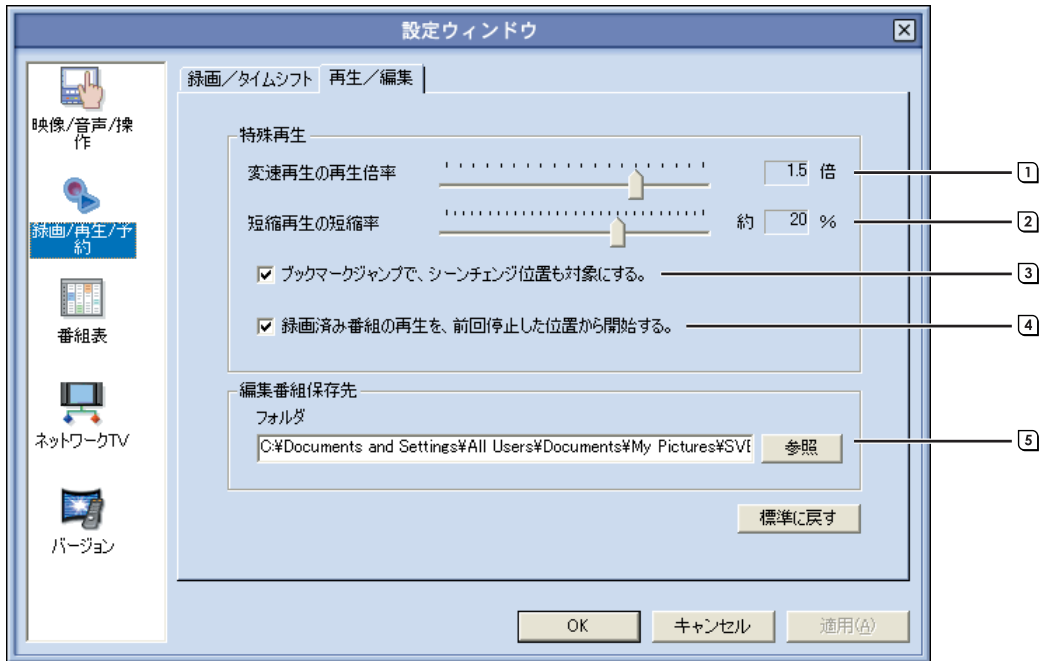 設定ウィンドウ
映像/音声/操
作
録画/再生/予
約
番組表
ネットワークTV
バージョン
録画／タイムシフト
再生／編集
特殊再生
変速再生の再生倍率
1.5 倍
1
短縮再生の短縮率
約 20 %
2
ブックマークジャンプで、シーンチェンジ位置も対象にする。
3
録画済み番組の再生を、前回停止した位置から開始する。
4
編集番組保存先
フォルダ
C:¥Documents and Settings¥All Users¥Documents¥My Pictures¥SVE
参照
5
標準に戻す
OK
キャンセル
適用(A)